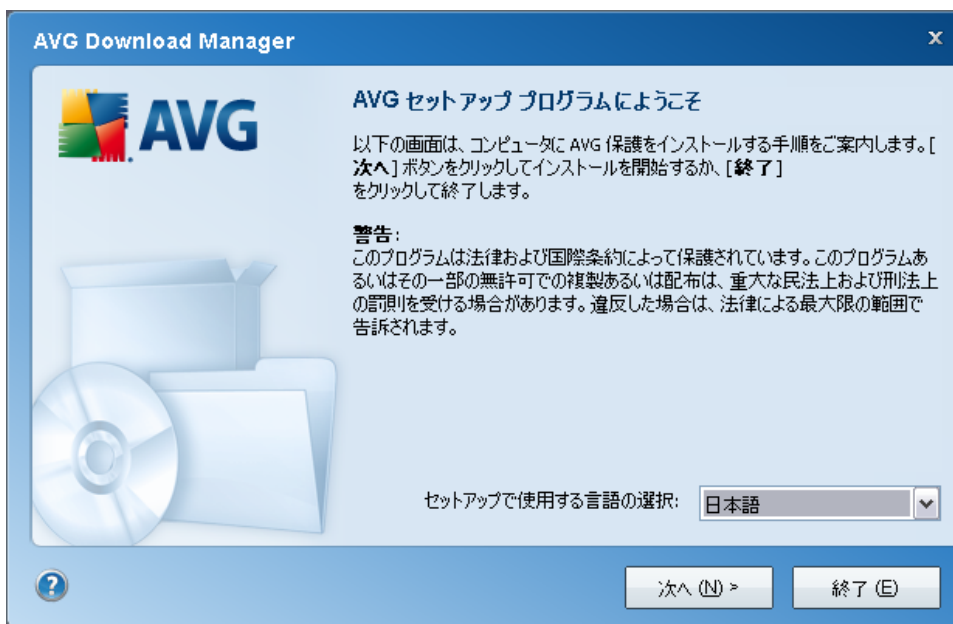 AVG Download Manager
x
AVG
AVG セットアップ プログラムにようこそ
以下の画面は、コンピュータに AVG 保護をインストールする手順をご案内します。[
次へ] ボタンをクリックしてインストールを開始するか、[終了]
をクリックして終了します。
警告:
このプログラムは法律および国際条約によって保護されています。このプログラムあ
るいはその一部の無許可での複製あるいは配布は、重大な民法上および刑法上
の罰則を受ける場合があります。違反した場合は、法律による最大限の範囲で
告訴されます。
セットアップで使用する言語の選択:
日本語
?
次へ (N) >
終了 (E)